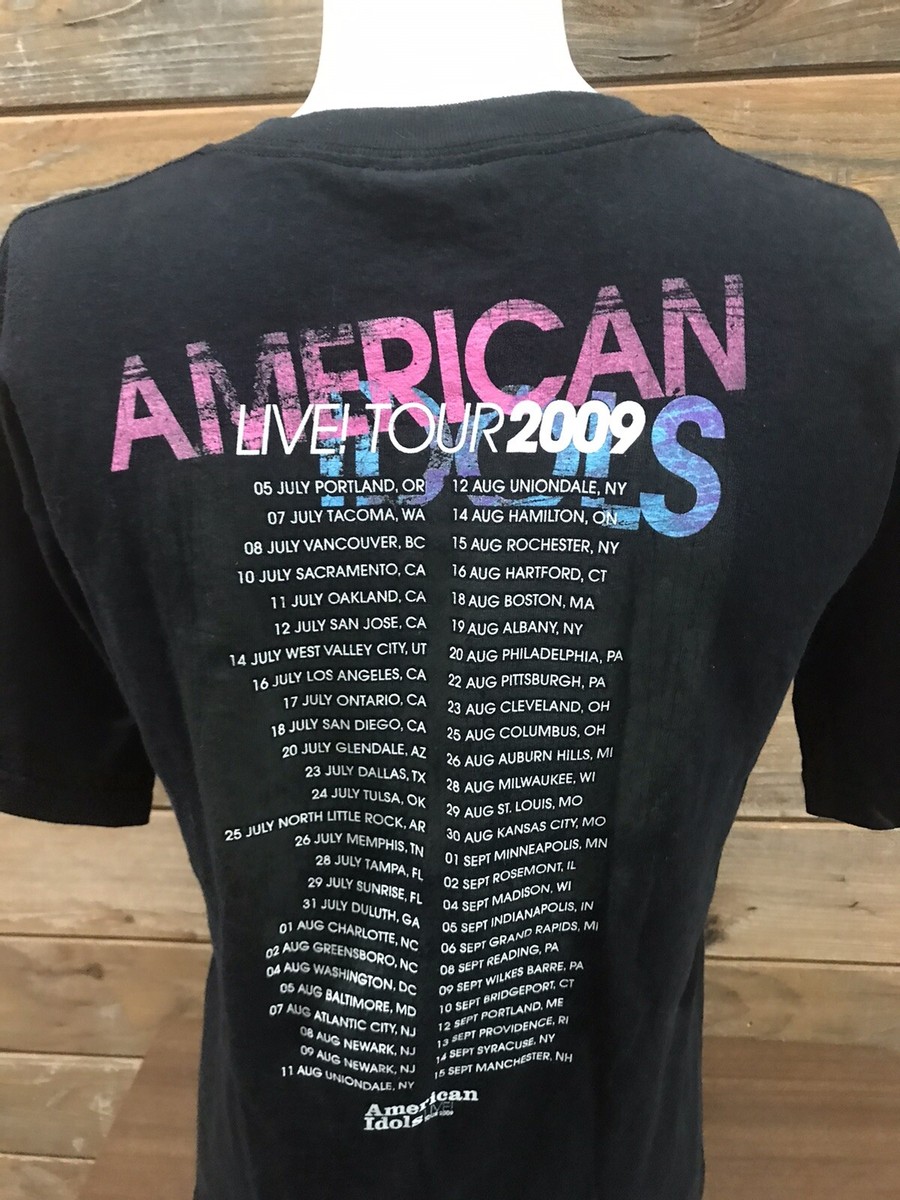 AMERICAN
IDOLS
LIVE! TOUR 2009
05 JULY PORTLAND, OR
07 JULY TACOMA, WA
08 JULY VANCOUVER, BC
10 JULY SACRAMENTO, CA
11 JULY OAKLAND, CA
12 JULY SAN JOSE, CA
14 JULY WEST VALLEY CITY, UT
16 JULY LOS ANGELES, CA
17 JULY ONTARIO, CA
18 JULY SAN DIEGO, CA
20 JULY GLENDALE, AZ
23 JULY DALLAS, TX
24 JULY TULSA, OK
25 JULY NORTH LITTLE ROCK, AR
26 JULY MEMPHIS, TN
28 JULY TAMPA, FL
29 JULY SUNRISE, FL
31 JULY DULUTH, GA
01 AUG CHARLOTTE, NC
02 AUG GREENSBORO, NC
04 AUG WASHINGTON, DC
05 AUG BALTIMORE, MD
07 AUG ATLANTIC CITY, NJ
08 AUG NEWARK, NJ
09 AUG NEWARK, NJ
11 AUG UNIONDALE, NY
12 AUG UNIONDALE, NY
14 AUG HAMILTON, ON
15 AUG ROCHESTER, NY
16 AUG HARTFORD, CT
18 AUG BOSTON, MA
19 AUG ALBANY, NY
20 AUG PHILADELPHIA, PA
22 AUG PITTSBURGH, PA
23 AUG CLEVELAND, OH
25 AUG COLUMBUS, OH
26 AUG AUBURN HILLS, MI
28 AUG MILWAUKEE, WI
29 AUG ST. LOUIS, MO
30 AUG KANSAS CITY, MO
01 SEPT MINNEAPOLIS, MN
02 SEPT ROSEMONT, IL
04 SEPT MADISON, WI
05 SEPT INDIANAPOLIS, IN
06 SEPT GRAND RAPIDS, MI
08 SEPT READING, PA
09 SEPT WILKES BARRE, PA
10 SEPT BRIDGEPORT, CT
12 SEPT PORTLAND, ME
13 SEPT PROVIDENCE, RI
14 SEPT SYRACUSE, NY
15 SEPT MANCHESTER, NH
American
Idols LIVE!
TOUR 2009